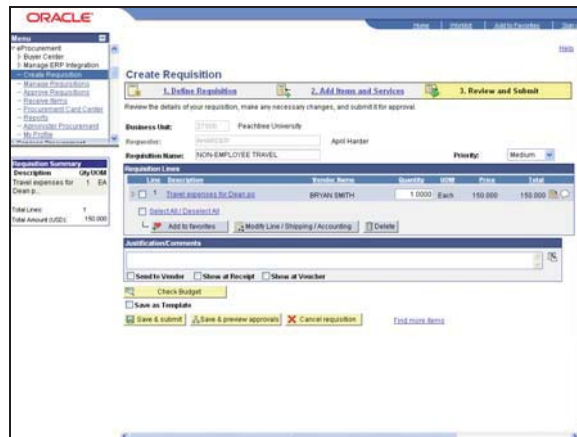 ORACLE
Home | Worklist | Add to Favorites | Sign
Menu
eProcurement
Buyer Center
Manage ERP Integration
Create Requisition
Manage Requisitions
Approve Requisitions
Receive Items
Procurement Card Center
Reports
Administer Procurement
My Profile
Help
Create Requisition
1. Define Requisition 2. Add Items and Services 3. Review and Submit
Review the details of your requisition, make any necessary changes, and submit it for approval.
Business Unit: Peachtree University
Requester: April Harder
Requisition Name: NON-EMPLOYEE TRAVEL Priority: Medium
Requisition Summary
Description Qty UOM
Travel expenses for 1 EA
Dean p...
Total Lines: 1
Total Amount (USD): 150.000
Requisition Lines
Line Description Vendor Name Quantity UOM Price Total
1 Travel expenses for Dean po BRYAN SMITH 1.0000 Each 150.000 150.000
Select All / Deselect All
Add to favorites Modify Line / Shipping / Accounting Delete
Justification/Comments
Send to Vendor Show at Receipt Show at Voucher
Check Budget
Save as Template
Save & submit Save & preview approvals Cancel requisition Find more items